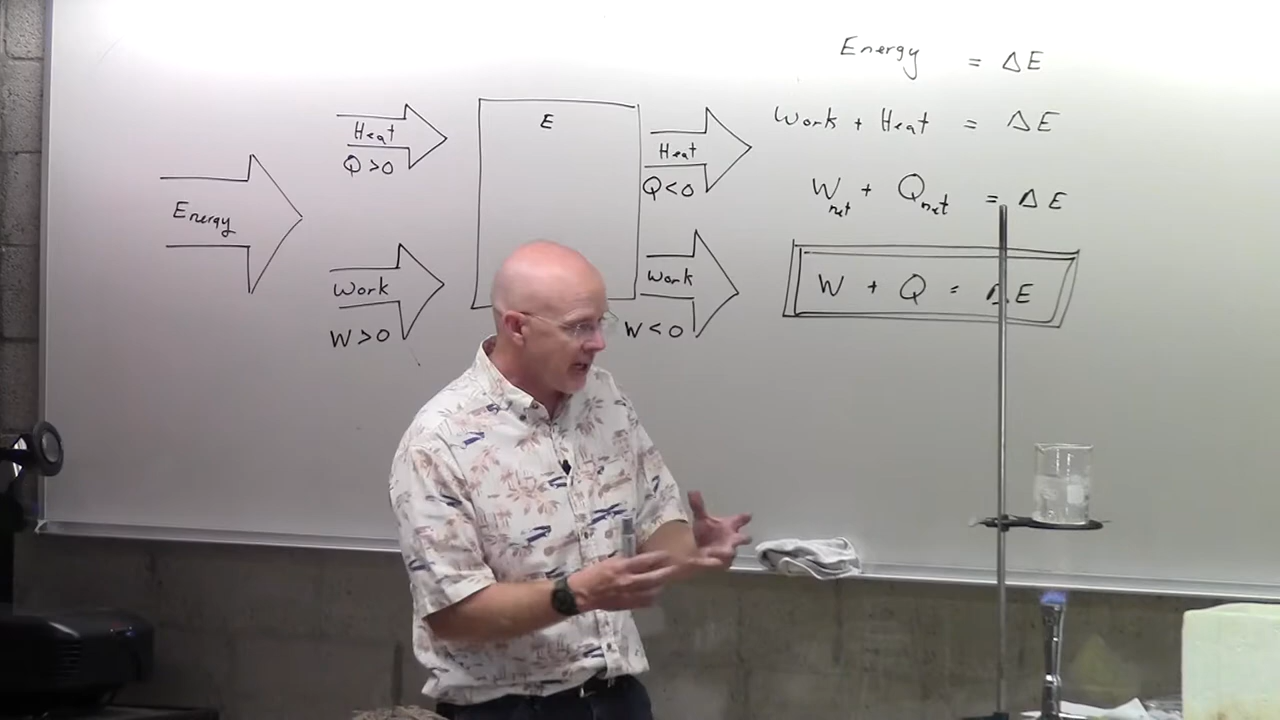 Energy = ΔE
Work + Heat = ΔE
W_net + Q_net = ΔE
W + Q = ΔE
Energy
Heat
Q > 0
Work
W > 0
E
Heat
Q < 0
Work
W < 0